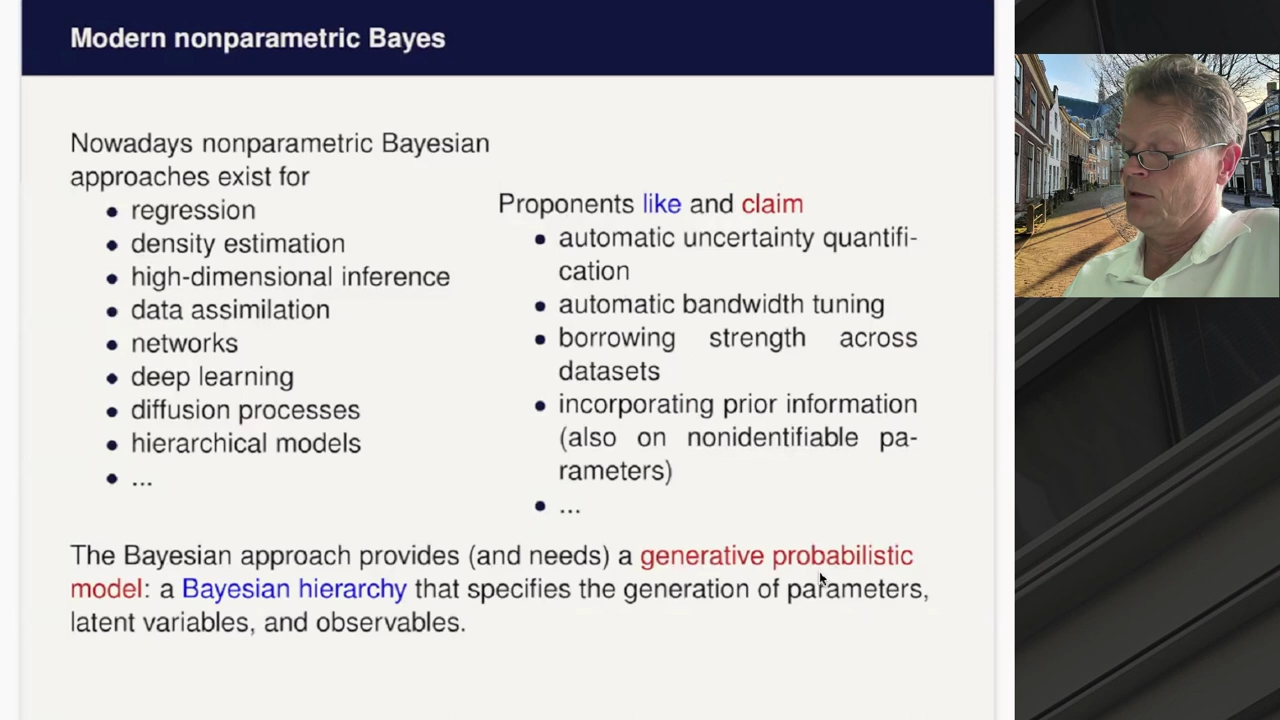 Modern nonparametric Bayes
Nowadays nonparametric Bayesian
approaches exist for
• regression
• density estimation
• high-dimensional inference
• data assimilation
• networks
• deep learning
• diffusion processes
• hierarchical models
• ...
Proponents like and claim
• automatic uncertainty quantifi-
cation
• automatic bandwidth tuning
• borrowing strength across
datasets
• incorporating prior information
(also on nonidentifiable pa-
rameters)
• ...
The Bayesian approach provides (and needs) a generative probabilistic
model: a Bayesian hierarchy that specifies the generation of parameters,
latent variables, and observables.